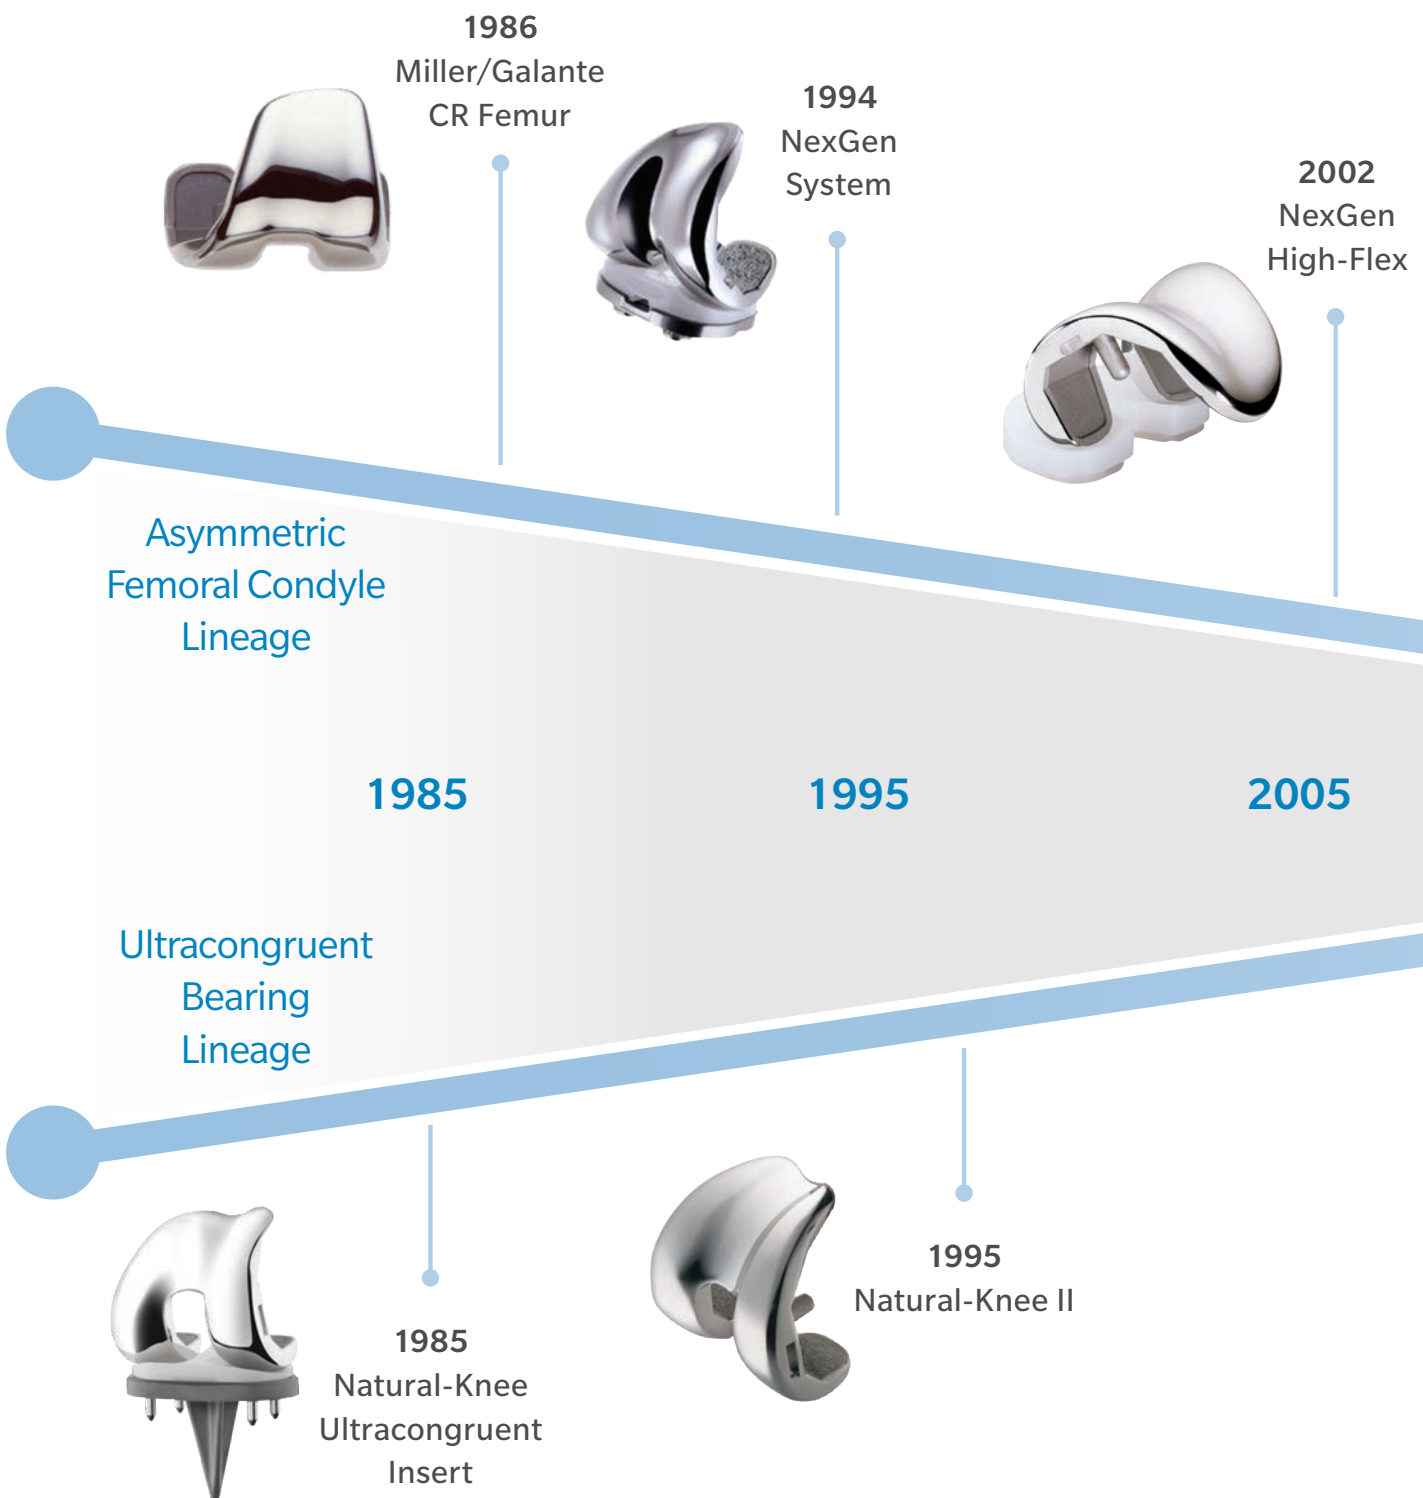 1986
Miller/Galante
CR Femur
1994
NexGen
System
2002
NexGen
High-Flex
Asymmetric
Femoral Condyle
Lineage
1985
1995
2005
Ultracongruent
Bearing
Lineage
1995
Natural-Knee II
1985
Natural-Knee
Ultracongruent
Insert